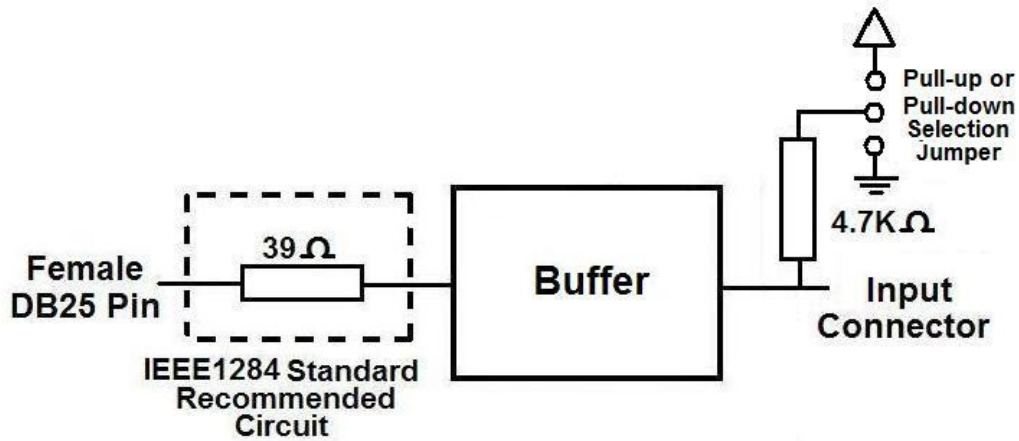 Pull-up or
Pull-down
Selection
Jumper
39Ω
4.7KΩ
Female
DB25 Pin
Buffer
Input
Connector
IEEE1284 Standard
Recommended
Circuit